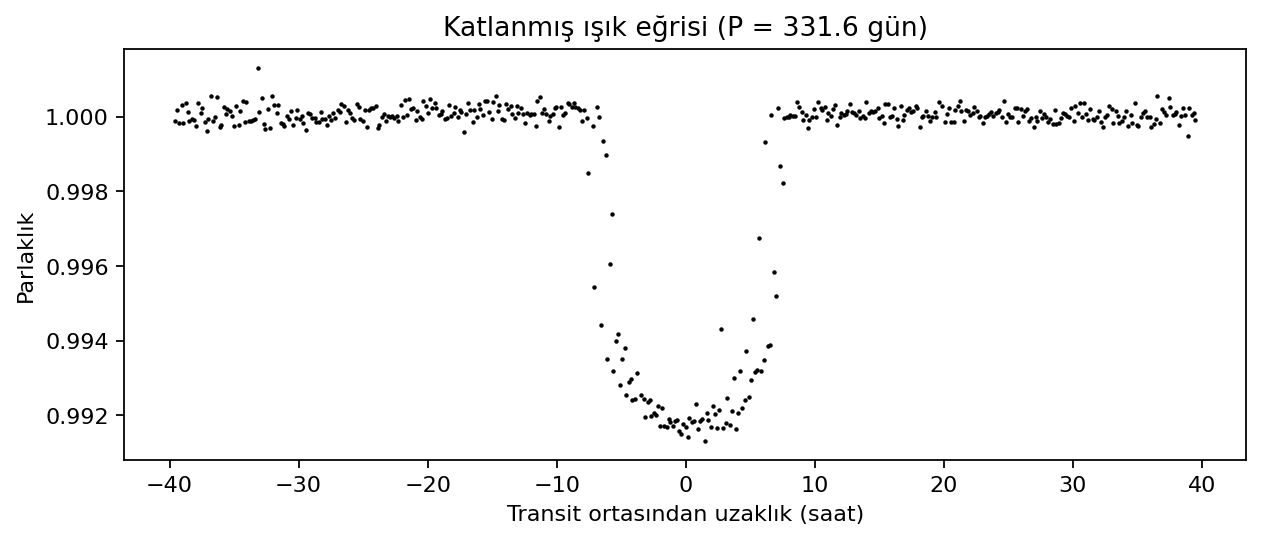 Katlanmış ışık eğrisi (P = 331.6 gün)
Parlaklık
1.000
0.998
0.996
0.994
0.992
−40 −30 −20 −10 0 10 20 30 40
Transit ortasından uzaklık (saat)